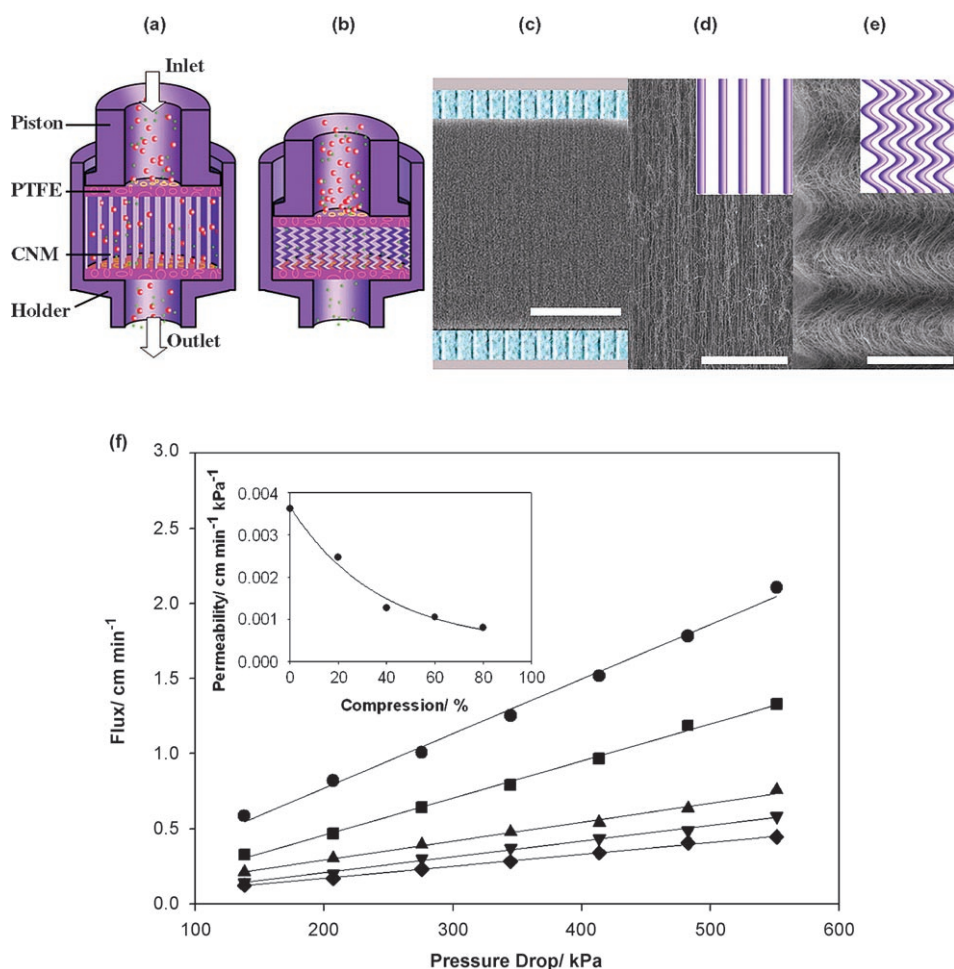 (a)
(b)
(c)
(d)
(e)
Inlet
Piston
PTFE
CNM
Holder
Outlet
(f)
3.0
2.5
2.0
1.5
1.0
0.5
0.0
Flux/ cm min⁻¹
100
200
300
400
500
600
Pressure Drop/ kPa
0.004
0.003
0.002
0.001
0.000
Permeability/ cm min⁻¹ kPa⁻¹
0
20
40
60
80
100
Compression/ %